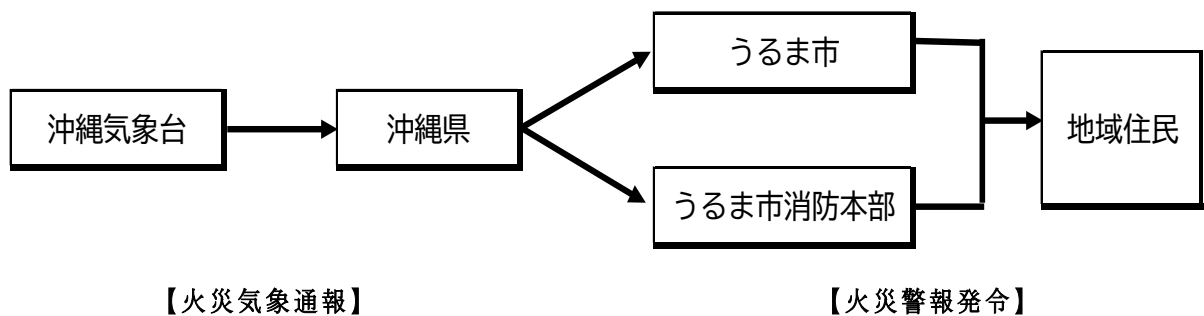 うるま市
沖縄気象台
沖縄県
地域住民
うるま市消防本部
【火災気象通報】
【火災警報発令】